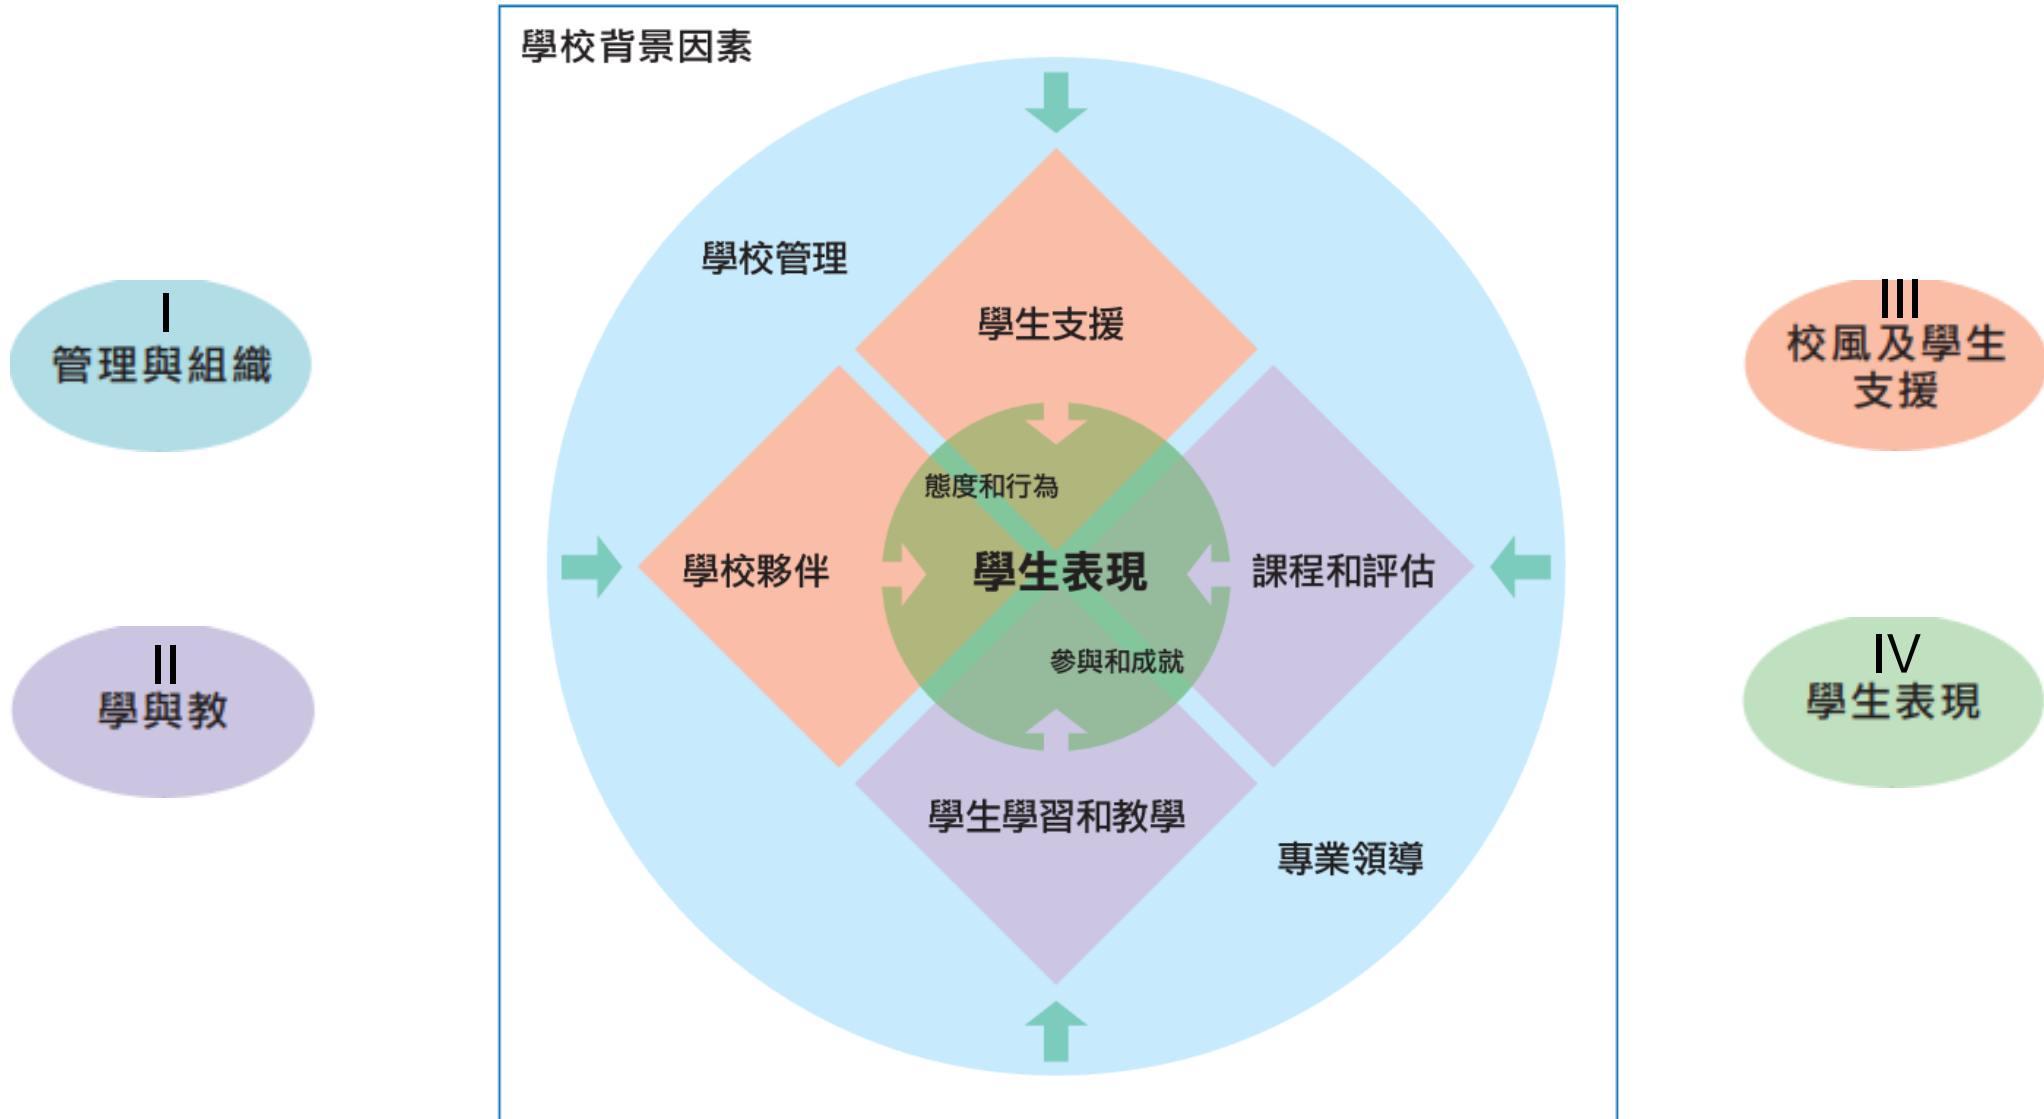 學校背景因素
學校管理
學生支援
I
管理與組織
III
校風及學生
支援
態度和行為
學校夥伴
學生表現
課程和評估
參與和成就
II
學與教
IV
學生表現
學生學習和教學
專業領導